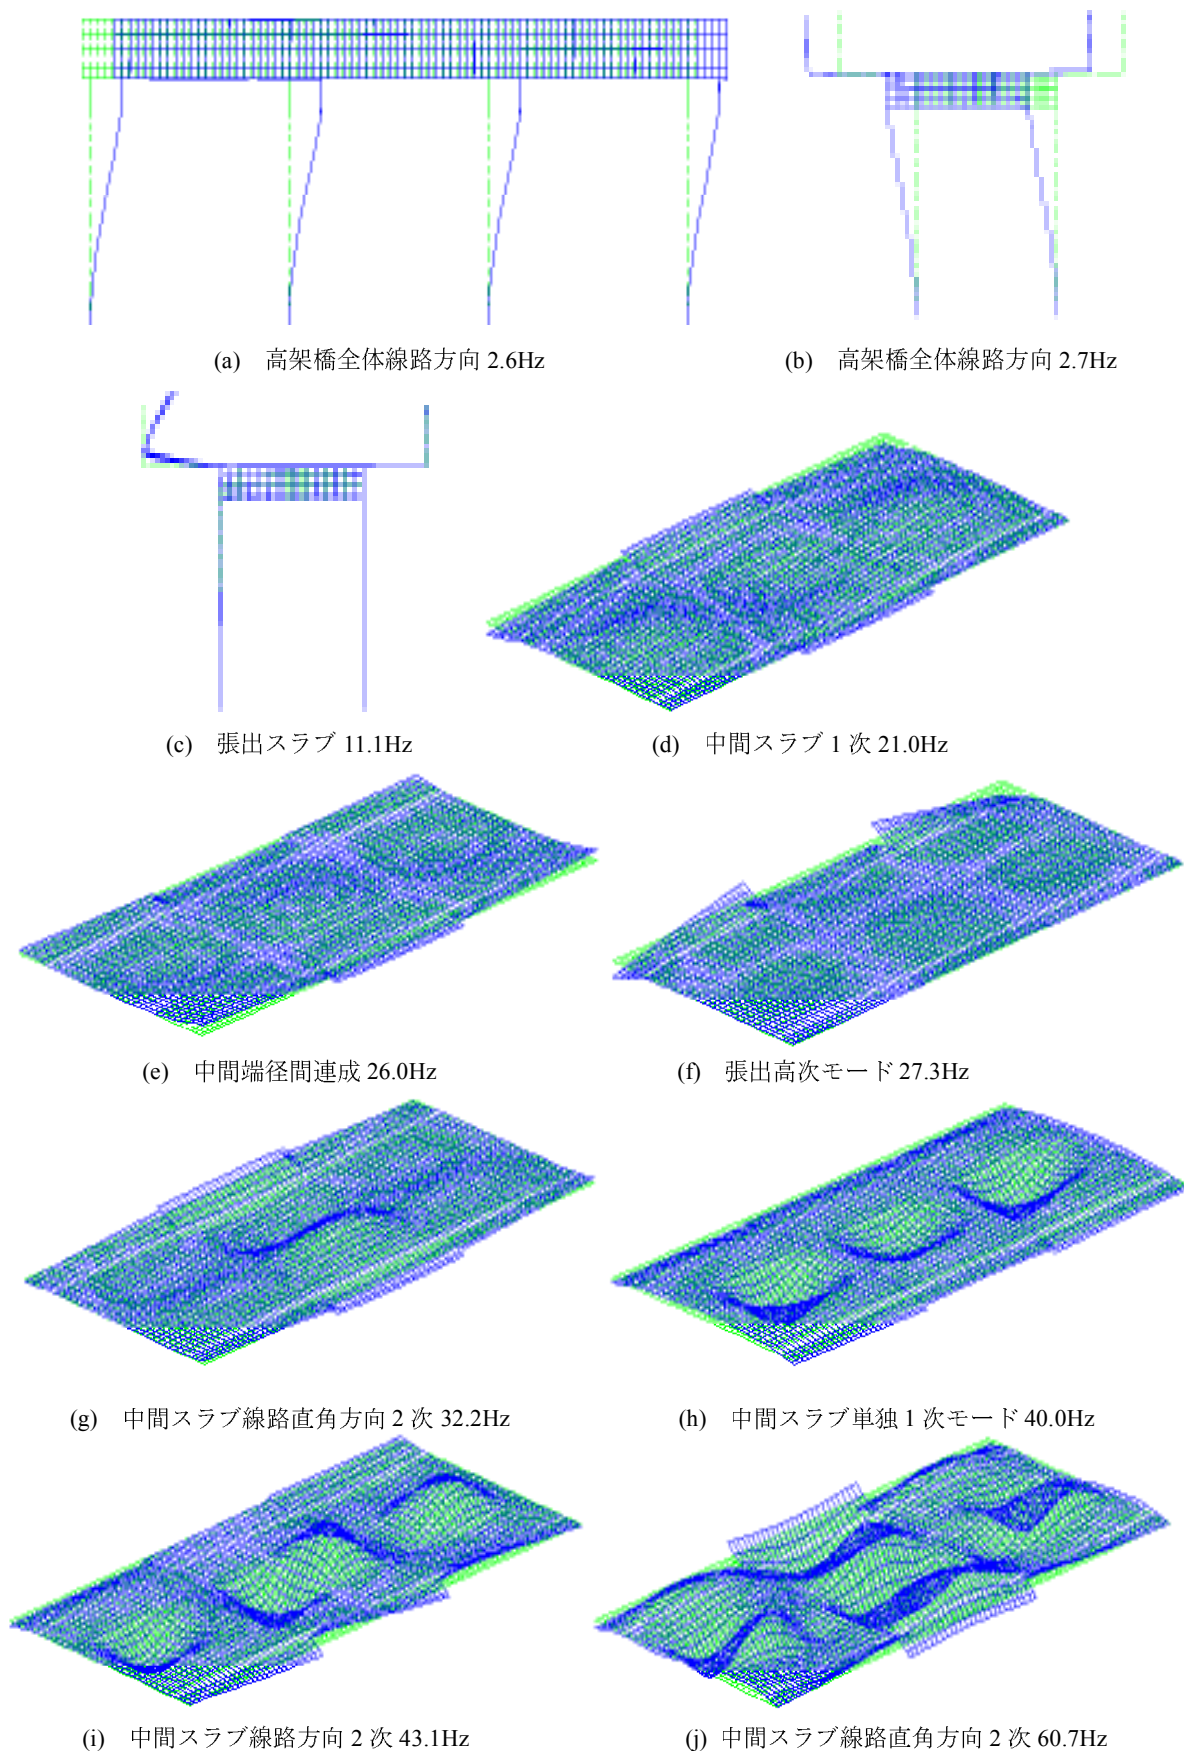 (a) 高架橋全体線路方向 2.6Hz
(b) 高架橋全体線路方向 2.7Hz
(c) 張出スラブ 11.1Hz
(d) 中間スラブ 1 次 21.0Hz
(e) 中間端径間連成 26.0Hz
(f) 張出高次モード 27.3Hz
(g) 中間スラブ線路直角方向 2 次 32.2Hz
(h) 中間スラブ単独 1 次モード 40.0Hz
(i) 中間スラブ線路方向 2 次 43.1Hz
(j) 中間スラブ線路直角方向 2 次 60.7Hz